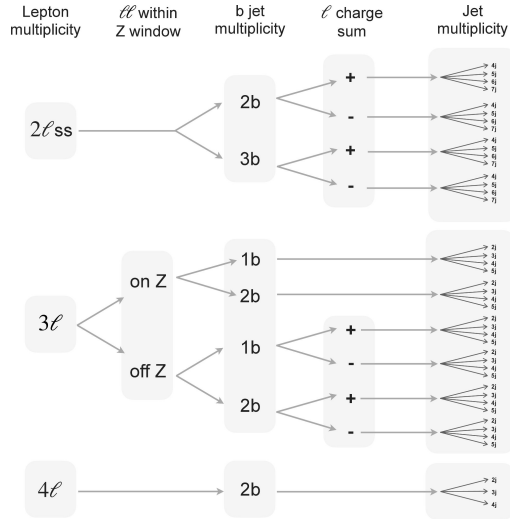 Lepton multiplicity
ℓℓ within Z window
b jet multiplicity
ℓ charge sum
Jet multiplicity
2ℓss
2b
+
4j
5j
6j
7j
-
4j
5j
6j
7j
3b
+
4j
5j
6j
7j
-
4j
5j
6j
7j
3ℓ
on Z
1b
2j
3j
4j
5j
2b
2j
3j
4j
5j
off Z
1b
+
2j
3j
4j
5j
-
2j
3j
4j
5j
2b
+
2j
3j
4j
5j
-
2j
3j
4j
5j
4ℓ
2b
2j
3j
4j